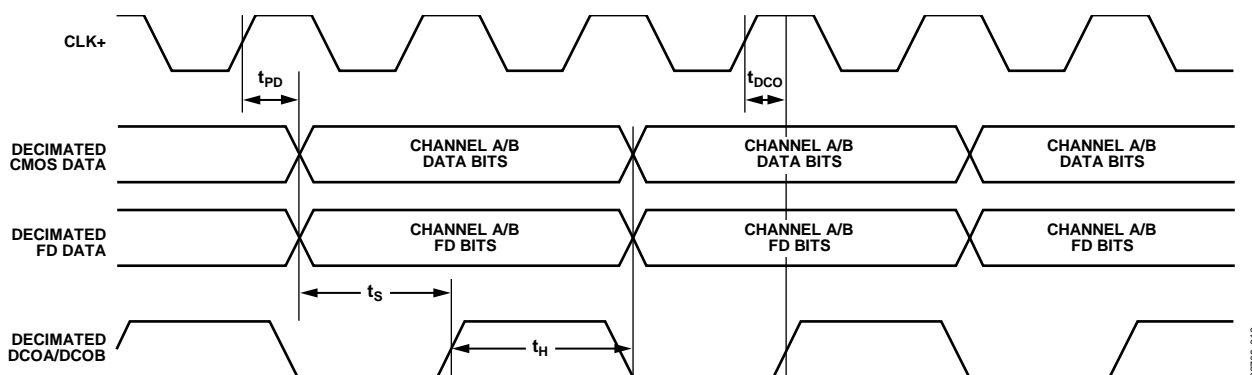 CLK+
tPD
tDCO
DECIMATED
CMOS DATA
CHANNEL A/B
DATA BITS
CHANNEL A/B
DATA BITS
CHANNEL A/B
DATA BITS
DECIMATED
FD DATA
CHANNEL A/B
FD BITS
CHANNEL A/B
FD BITS
CHANNEL A/B
FD BITS
tS
DECIMATED
DCOA/DCOB
tH